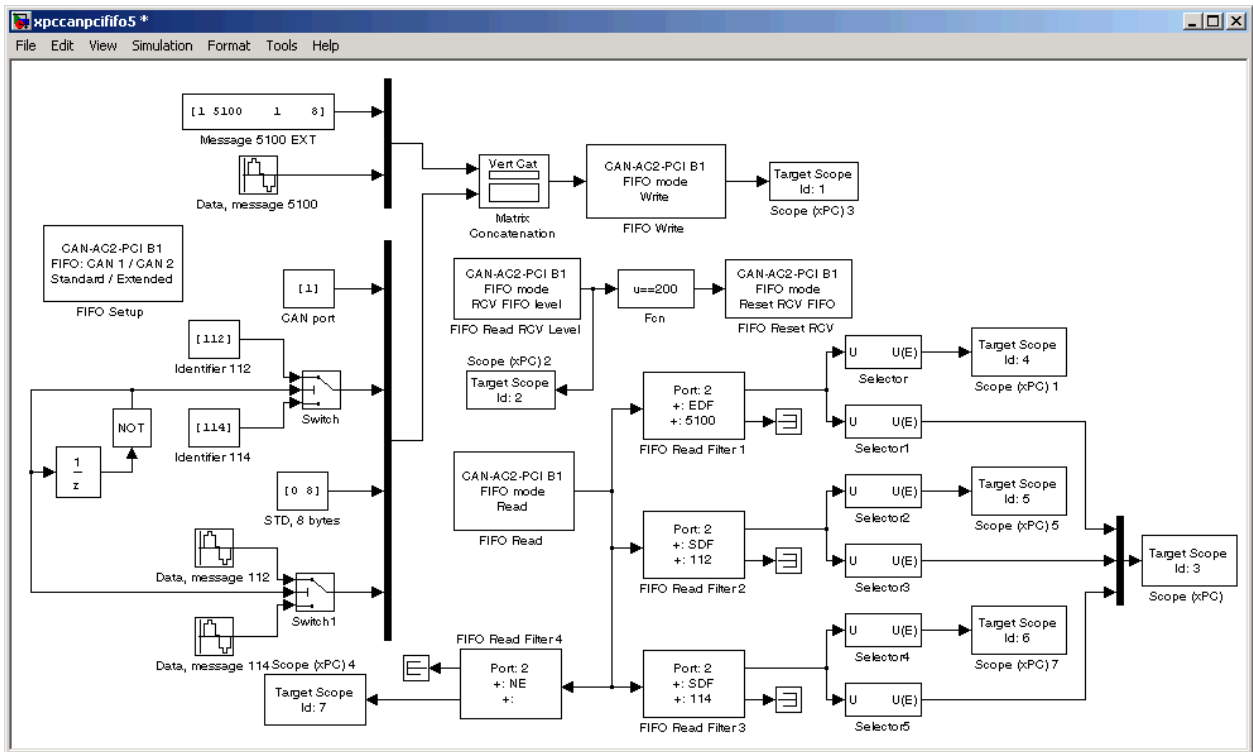 xpccanpcififo5 *
File Edit View Simulation Format Tools Help
[1 5100 1 8]
Message 5100 EXT
Data, message 5100
Vert Cat
Matrix
Concatenation
CAN-AC2-PCI B1
FIFO mode
Write
FIFO Write
Target Scope
Id: 1
Scope (xPC) 3
CAN-AC2-PCI B1
FIFO: CAN 1 / CAN 2
Standard / Extended
FIFO Setup
[1]
CAN port
CAN-AC2-PCI B1
FIFO mode
RCV FIFO level
FIFO Read RCV Level
u==200
Fcn
CAN-AC2-PCI B1
FIFO mode
Reset RCV FIFO
FIFO Reset RCV
[112]
Identifier 112
Switch
[114]
Identifier 114
NOT
1
z
Scope (xPC) 2
Target Scope
Id: 2
Port: 2
+: EDF
+: 5100
FIFO Read Filter1
U U(E)
Selector
Target Scope
Id: 4
Scope (xPC) 1
U U(E)
Selector1
[0 8]
STD, 8 bytes
CAN-AC2-PCI B1
FIFO mode
Read
FIFO Read
Port: 2
+: SDF
+: 112
FIFO Read Filter2
U U(E)
Selector2
Target Scope
Id: 5
Scope (xPC) 5
U U(E)
Selector3
Target Scope
Id: 3
Scope (xPC)
Data, message 112
Switch1
Data, message 114
Scope (xPC) 4
Target Scope
Id: 7
FIFO Read Filter4
Port: 2
+: NE
+:
Port: 2
+: SDF
+: 114
FIFO Read Filter3
U U(E)
Selector4
Target Scope
Id: 6
Scope (xPC) 7
U U(E)
Selector5